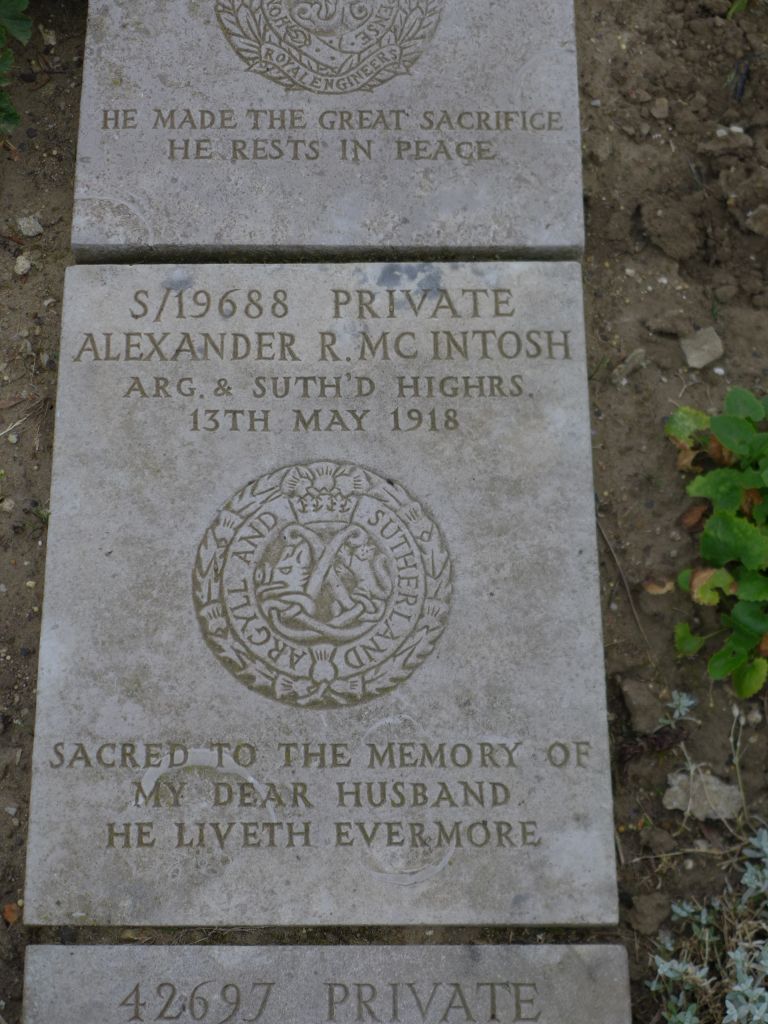 ROYAL ENGINEERS
HE MADE THE GREAT SACRIFICE
HE RESTS IN PEACE
S/19688 PRIVATE
ALEXANDER R. MC INTOSH
ARG. & SUTH'D HIGHRS.
13TH MAY 1918
ARGYLL AND SUTHERLAND
SACRED TO THE MEMORY OF
MY DEAR HUSBAND
HE LIVETH EVERMORE
42697 PRIVATE